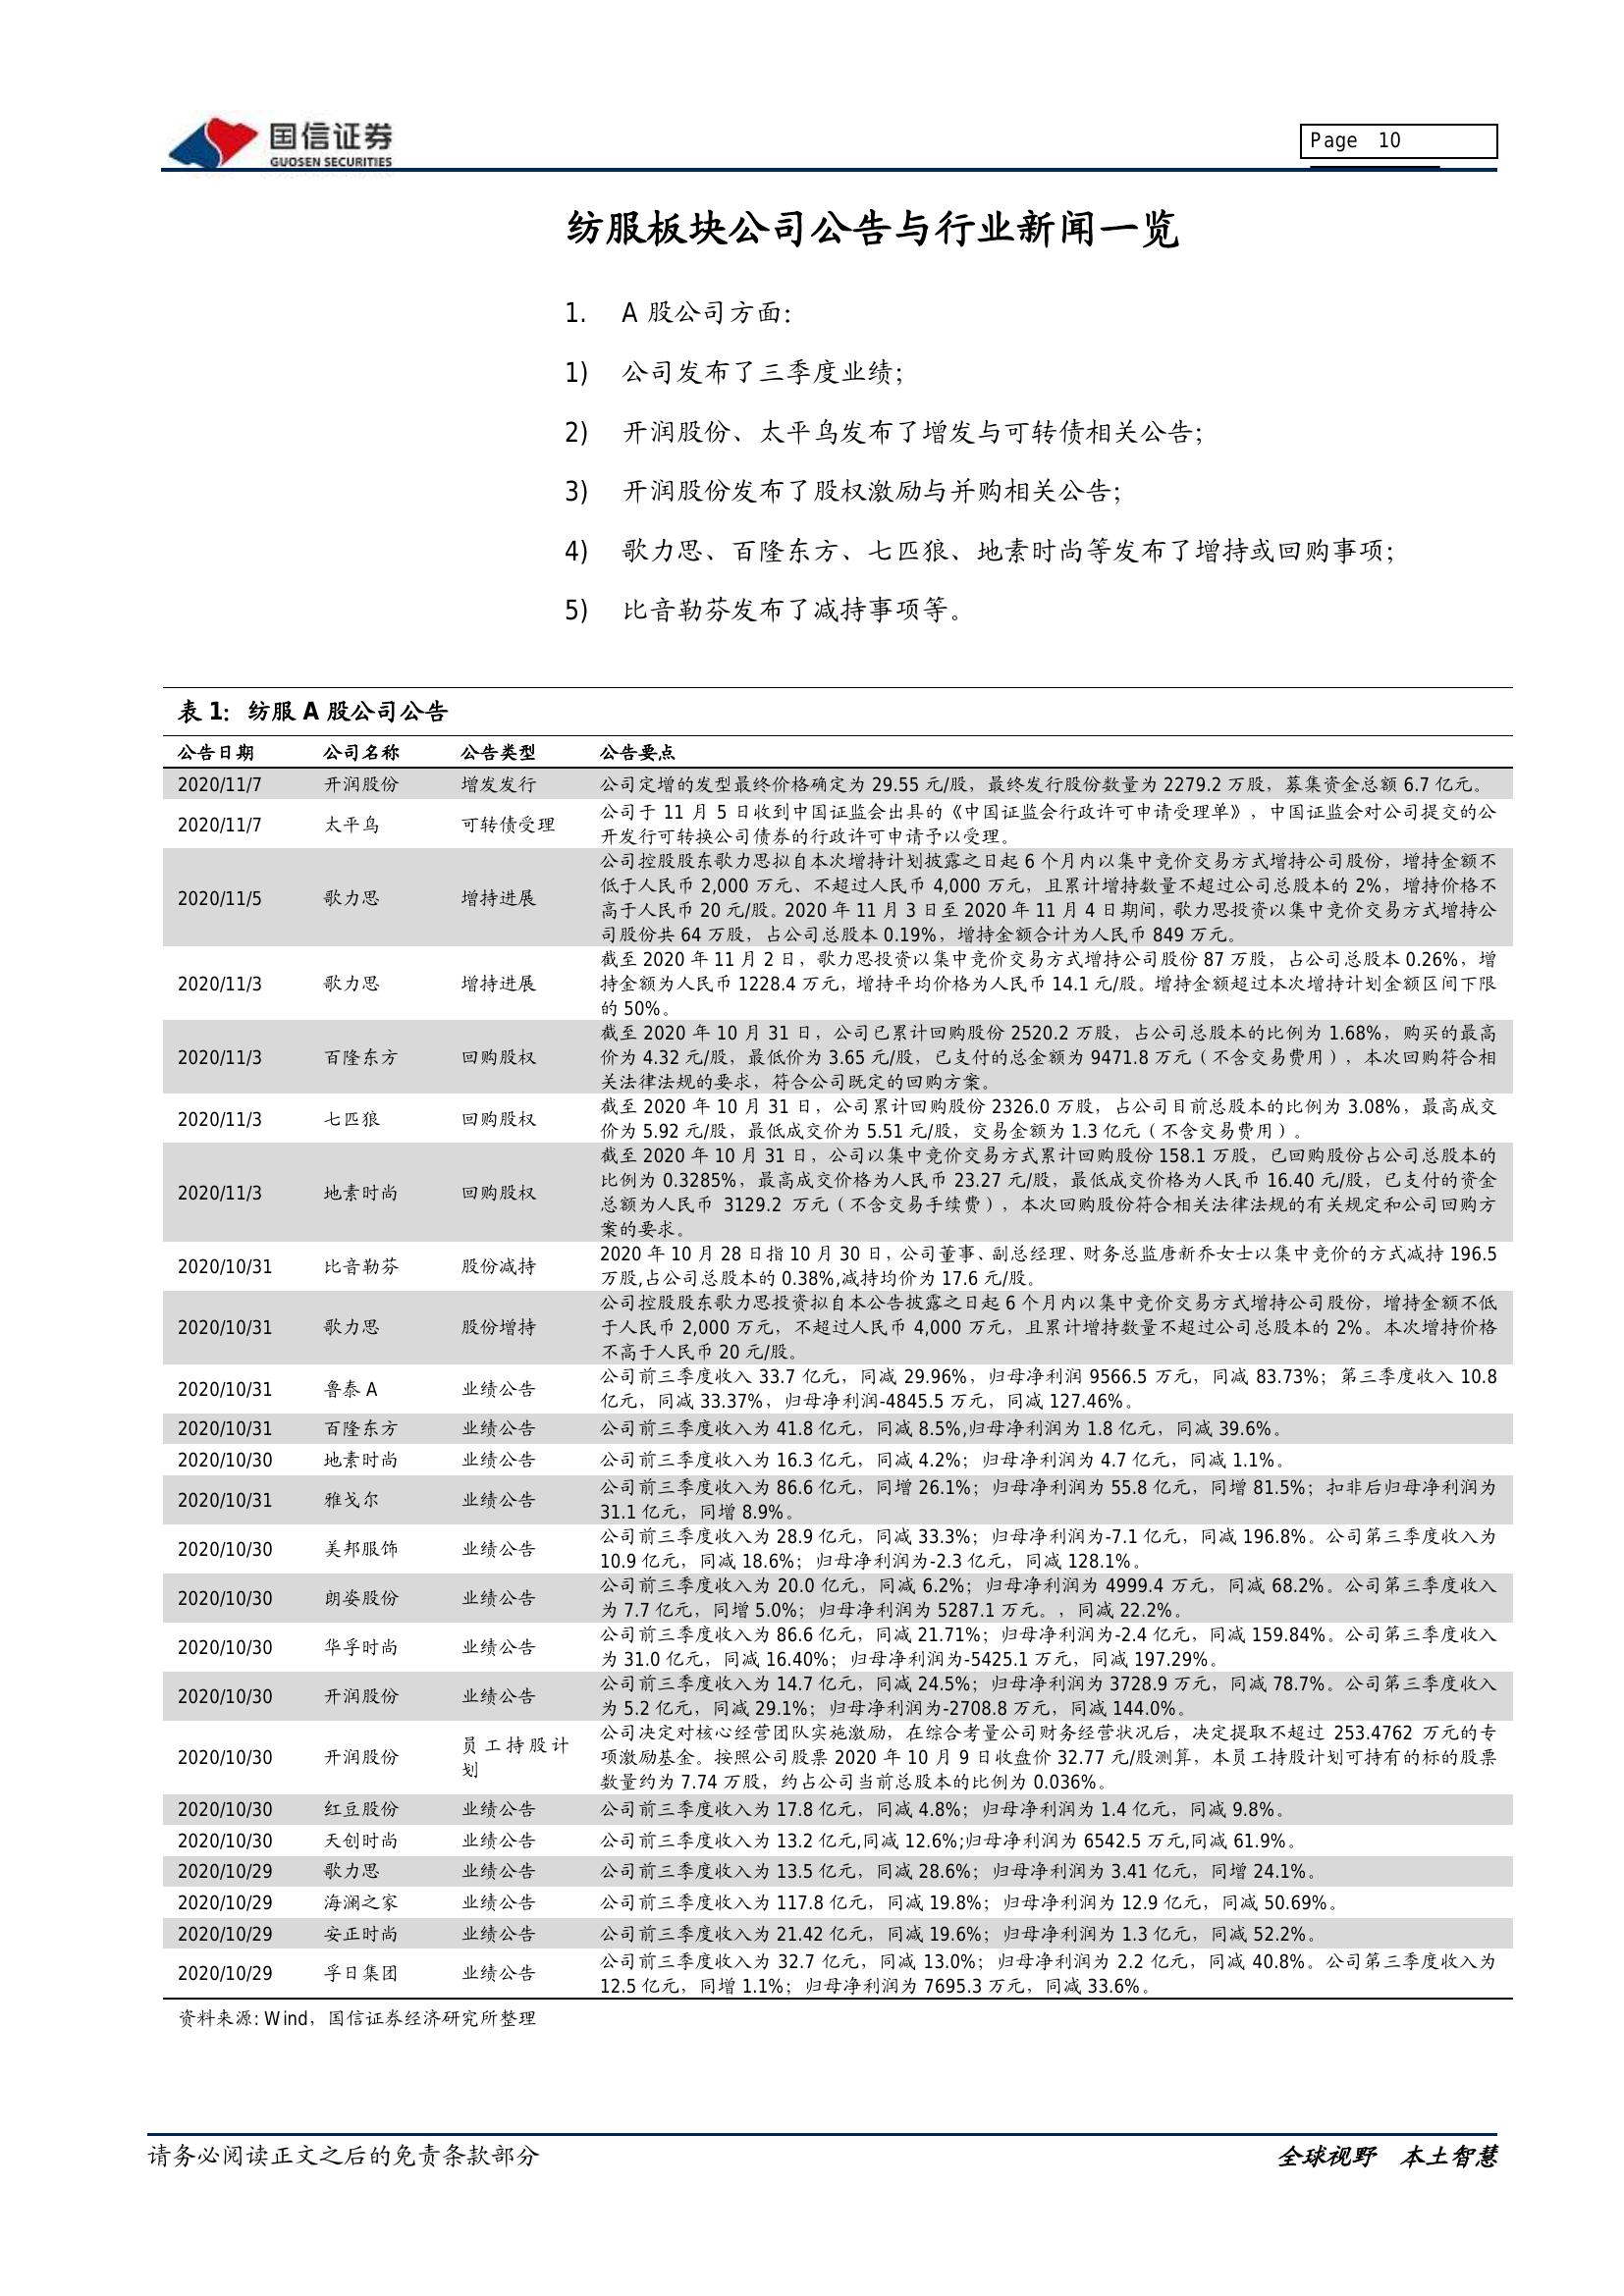 国信证券
GUOSEN SECURITIES
Page 10
纺服板块公司公告与行业新闻一览
1. A 股公司方面：
1) 公司发布了三季度业绩；
2) 开润股份、太平鸟发布了增发与可转债相关公告；
3) 开润股份发布了股权激励与并购相关公告；
4) 歌力思、百隆东方、七匹狼、地素时尚等发布了增持或回购事项；
5) 比音勒芬发布了减持事项等。
表 1：纺服 A 股公司公告
公告日期 公司名称 公告类型 公告要点
2020/11/7 开润股份 增发发行 公司定增的发型最终价格确定为 29.55 元/股，最终发行股份数量为 2279.2 万股，募集资金总额 6.7 亿元。
2020/11/7 太平鸟 可转债受理 公司于 11 月 5 日收到中国证监会出具的《中国证监会行政许可申请受理单》，中国证监会对公司提交的公
开发行可转换公司债券的行政许可申请予以受理。
2020/11/5 歌力思 增持进展 公司控股股东歌力思拟自本次增持计划披露之日起 6 个月内以集中竞价交易方式增持公司股份，增持金额不
低于人民币 2,000 万元、不超过人民币 4,000 万元，且累计增持数量不超过公司总股本的 2%，增持价格不
高于人民币 20 元/股。2020 年 11 月 3 日至 2020 年 11 月 4 日期间，歌力思投资以集中竞价交易方式增持公
司股份共 64 万股，占公司总股本 0.19%，增持金额合计为人民币 849 万元。
2020/11/3 歌力思 增持进展 截至 2020 年 11 月 2 日，歌力思投资以集中竞价交易方式增持公司股份 87 万股，占公司总股本 0.26%，增
持金额为人民币 1228.4 万元，增持平均价格为人民币 14.1 元/股。增持金额超过本次增持计划金额区间下限
的 50%。
2020/11/3 百隆东方 回购股权 截至 2020 年 10 月 31 日，公司已累计回购股份 2520.2 万股，占公司总股本的比例为 1.68%，购买的最高
价为 4.32 元/股，最低价为 3.65 元/股，已支付的总金额为 9471.8 万元（不含交易费用），本次回购符合相
关法律法规的要求，符合公司既定的回购方案。
2020/11/3 七匹狼 回购股权 截至 2020 年 10 月 31 日，公司累计回购股份 2326.0 万股，占公司目前总股本的比例为 3.08%，最高成交
价为 5.92 元/股，最低成交价为 5.51 元/股，交易金额为 1.3 亿元（不含交易费用）。
2020/11/3 地素时尚 回购股权 截至 2020 年 10 月 31 日，公司以集中竞价交易方式累计回购股份 158.1 万股，已回购股份占公司总股本的
比例为 0.3285%，最高成交价格为人民币 23.27 元/股，最低成交价格为人民币 16.40 元/股，已支付的资金
总额为人民币 3129.2 万元（不含交易手续费），本次回购股份符合相关法律法规的有关规定和公司回购方
案的要求。
2020/10/31 比音勒芬 股份减持 2020 年 10 月 28 日指 10 月 30 日，公司董事、副总经理、财务总监唐新乔女士以集中竞价的方式减持 196.5
万股,占公司总股本的 0.38%,减持均价为 17.6 元/股。
2020/10/31 歌力思 股份增持 公司控股股东歌力思投资拟自本公告披露之日起 6 个月内以集中竞价交易方式增持公司股份，增持金额不低
于人民币 2,000 万元，不超过人民币 4,000 万元，且累计增持数量不超过公司总股本的 2%。本次增持价格
不高于人民币 20 元/股。
2020/10/31 鲁泰 A 业绩公告 公司前三季度收入 33.7 亿元，同减 29.96%，归母净利润 9566.5 万元，同减 83.73%；第三季度收入 10.8
亿元，同减 33.37%，归母净利润-4845.5 万元，同减 127.46%。
2020/10/31 百隆东方 业绩公告 公司前三季度收入为 41.8 亿元，同减 8.5%,归母净利润为 1.8 亿元，同减 39.6%。
2020/10/30 地素时尚 业绩公告 公司前三季度收入为 16.3 亿元，同减 4.2%；归母净利润为 4.7 亿元，同减 1.1%。
2020/10/31 雅戈尔 业绩公告 公司前三季度收入为 86.6 亿元，同增 26.1%；归母净利润为 55.8 亿元，同增 81.5%；扣非后归母净利润为
31.1 亿元，同增 8.9%。
2020/10/30 美邦服饰 业绩公告 公司前三季度收入为 28.9 亿元，同减 33.3%；归母净利润为-7.1 亿元，同减 196.8%。公司第三季度收入为
10.9 亿元，同减 18.6%；归母净利润为-2.3 亿元，同减 128.1%。
2020/10/30 朗姿股份 业绩公告 公司前三季度收入为 20.0 亿元，同减 6.2%；归母净利润为 4999.4 万元，同减 68.2%。公司第三季度收入
为 7.7 亿元，同增 5.0%；归母净利润为 5287.1 万元。，同减 22.2%。
2020/10/30 华孚时尚 业绩公告 公司前三季度收入为 86.6 亿元，同减 21.71%；归母净利润为-2.4 亿元，同减 159.84%。公司第三季度收入
为 31.0 亿元，同减 16.40%；归母净利润为-5425.1 万元，同减 197.29%。
2020/10/30 开润股份 业绩公告 公司前三季度收入为 14.7 亿元，同减 24.5%；归母净利润为 3728.9 万元，同减 78.7%。公司第三季度收入
为 5.2 亿元，同减 29.1%；归母净利润为-2708.8 万元，同减 144.0%。
2020/10/30 开润股份 员工持股计划 公司决定对核心经营团队实施激励，在综合考量公司财务经营状况后，决定提取不超过 253.4762 万元的专
项激励基金。按照公司股票 2020 年 10 月 9 日收盘价 32.77 元/股测算，本员工持股计划可持有的标的股票
数量约为 7.74 万股，约占公司当前总股本的比例为 0.036%。
2020/10/30 红豆股份 业绩公告 公司前三季度收入为 17.8 亿元，同减 4.8%；归母净利润为 1.4 亿元，同减 9.8%。
2020/10/30 天创时尚 业绩公告 公司前三季度收入为 13.2 亿元,同减 12.6%;归母净利润为 6542.5 万元,同减 61.9%。
2020/10/29 歌力思 业绩公告 公司前三季度收入为 13.5 亿元，同减 28.6%；归母净利润为 3.41 亿元，同增 24.1%。
2020/10/29 海澜之家 业绩公告 公司前三季度收入为 117.8 亿元，同减 19.8%；归母净利润为 12.9 亿元，同减 50.69%。
2020/10/29 安正时尚 业绩公告 公司前三季度收入为 21.42 亿元，同减 19.6%；归母净利润为 1.3 亿元，同减 52.2%。
2020/10/29 孚日集团 业绩公告 公司前三季度收入为 32.7 亿元，同减 13.0%；归母净利润为 2.2 亿元，同减 40.8%。公司第三季度收入为
12.5 亿元，同增 1.1%；归母净利润为 7695.3 万元，同减 33.6%。
资料来源: Wind，国信证券经济研究所整理
请务必阅读正文之后的免责条款部分
全球视野 本土智慧